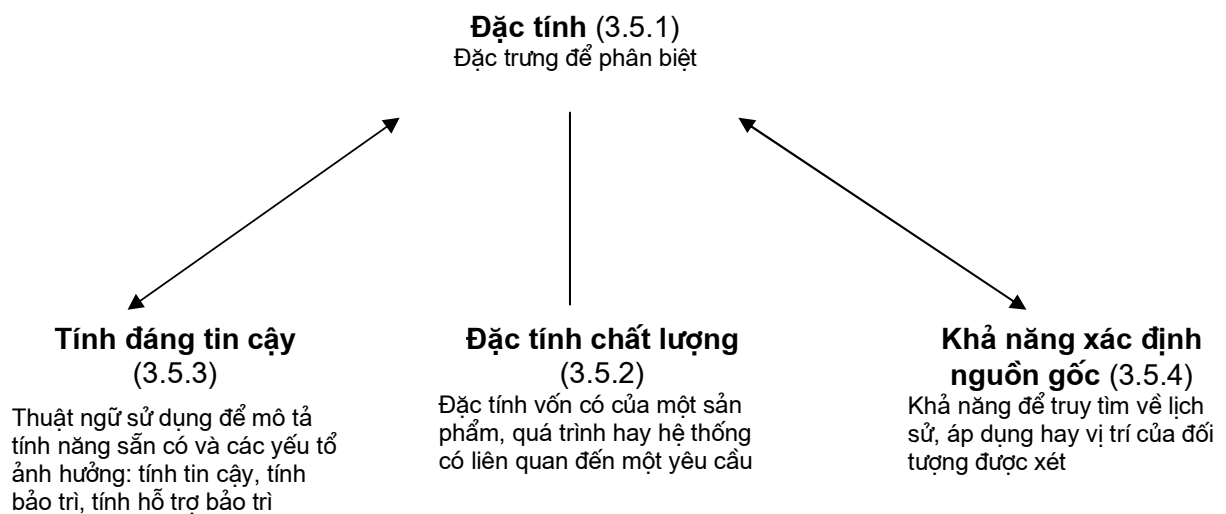 Đặc tính (3.5.1)
Đặc trưng để phân biệt
Tính đáng tin cậy
(3.5.3)
Thuật ngữ sử dụng để mô tả
tính năng sẵn có và các yếu tổ
ảnh hưởng: tính tin cậy, tính
bảo trì, tính hỗ trợ bảo trì
Đặc tính chất lượng
(3.5.2)
Đặc tính vốn có của một sản
phẩm, quá trình hay hệ thống
có liên quan đến một yêu cầu
Khả năng xác định
nguồn gốc (3.5.4)
Khả năng để truy tìm về lịch
sử, áp dụng hay vị trí của đối
tượng được xét